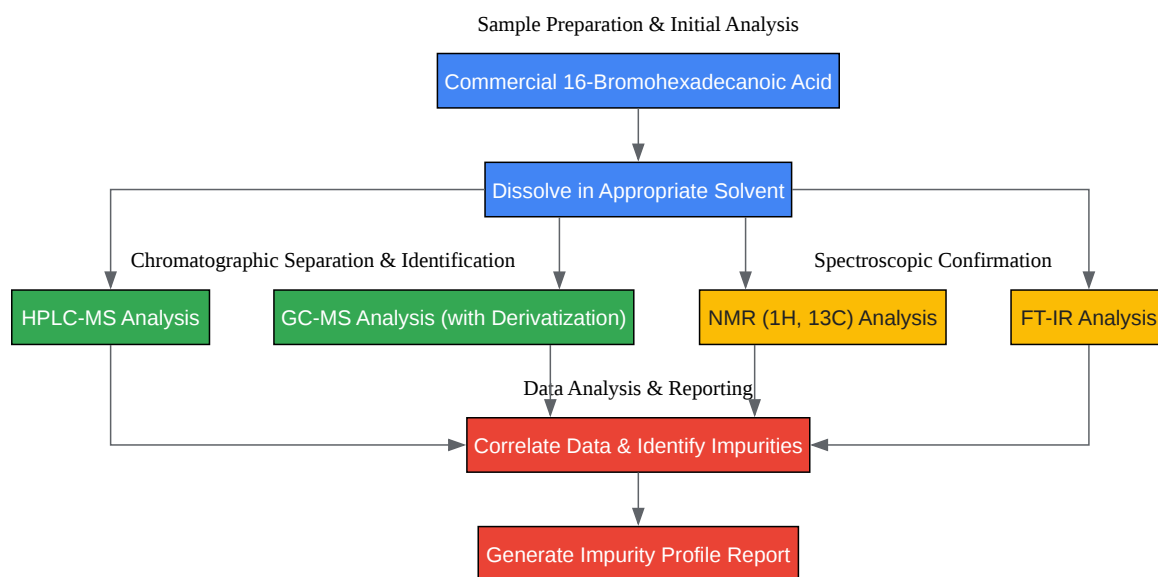 Sample Preparation & Initial Analysis
Commercial 16-Bromohexadecanoic Acid
Dissolve in Appropriate Solvent
Chromatographic Separation & Identification
Spectroscopic Confirmation
HPLC-MS Analysis
GC-MS Analysis (with Derivatization)
NMR (1H, 13C) Analysis
FT-IR Analysis
Data Analysis & Reporting
Correlate Data & Identify Impurities
Generate Impurity Profile Report